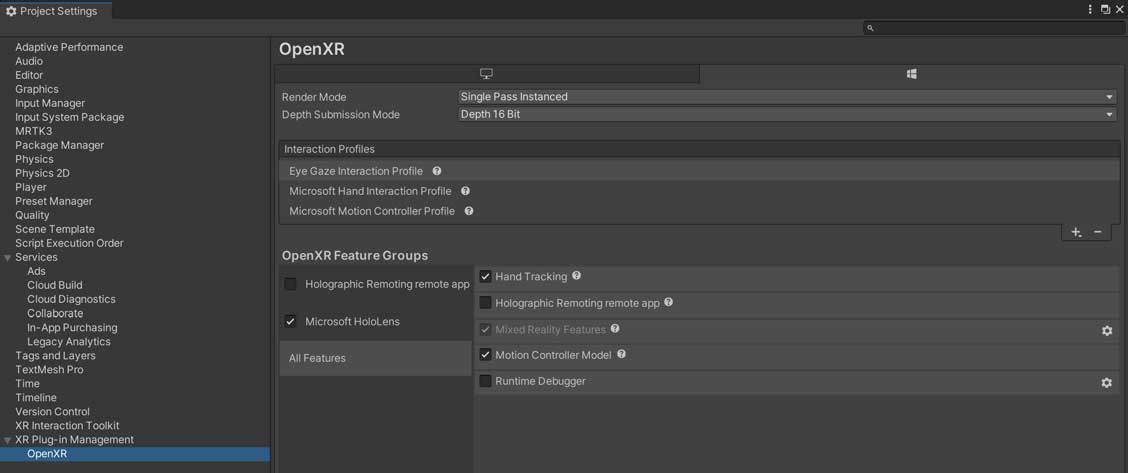 Project Settings
Adaptive Performance
Audio
Editor
Graphics
Input Manager
Input System Package
MRTK3
Package Manager
Physics
Physics 2D
Player
Preset Manager
Quality
Scene Template
Script Execution Order
Services
Ads
Cloud Build
Cloud Diagnostics
Collaborate
In-App Purchasing
Legacy Analytics
Tags and Layers
TextMesh Pro
Time
Timeline
Version Control
XR Interaction Toolkit
XR Plug-in Management
OpenXR
OpenXR
Render Mode Single Pass Instanced
Depth Submission Mode Depth 16 Bit
Interaction Profiles
Eye Gaze Interaction Profile
Microsoft Hand Interaction Profile
Microsoft Motion Controller Profile
OpenXR Feature Groups
Holographic Remoting remote app
Microsoft HoloLens
All Features
Hand Tracking
Holographic Remoting remote app
Mixed Reality Features
Motion Controller Model
Runtime Debugger